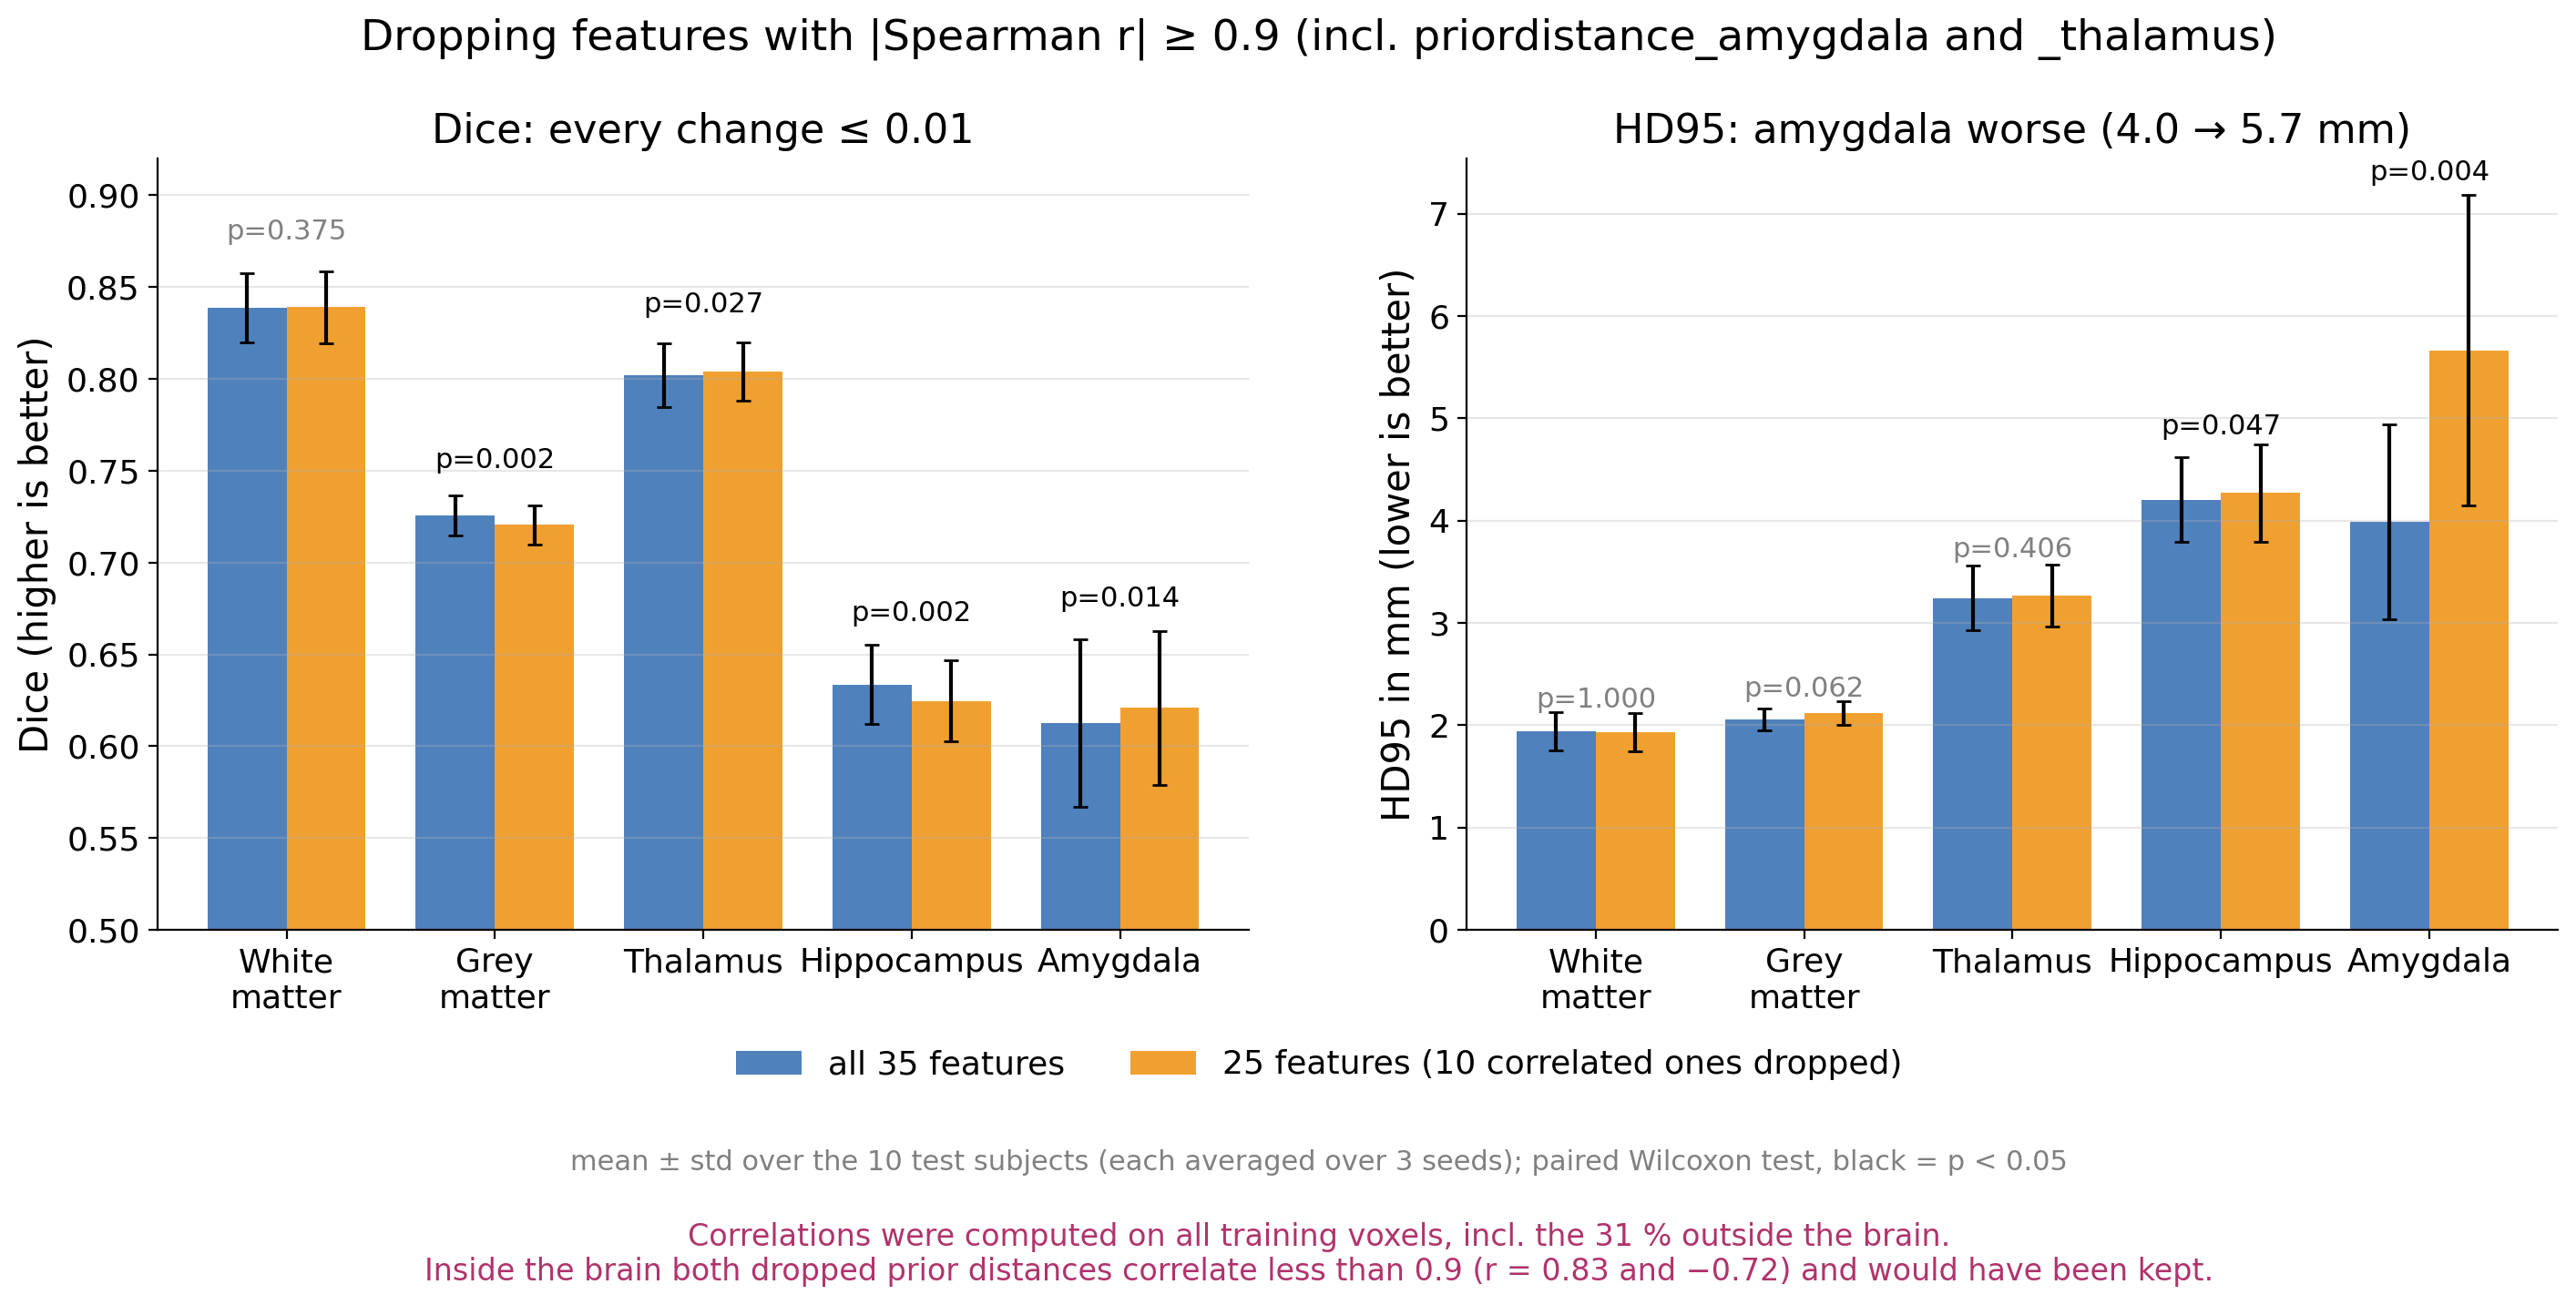 Dropping features with |Spearman r| ≥ 0.9 (incl. priordistance_amygdala and _thalamus)
Dice: every change ≤ 0.01
Dice (higher is better)
0.90
0.85
0.80
0.75
0.70
0.65
0.60
0.55
0.50
p=0.375
p=0.002
p=0.027
p=0.002
p=0.014
White
matter
Grey
matter
Thalamus
Hippocampus
Amygdala
HD95: amygdala worse (4.0 → 5.7 mm)
HD95 in mm (lower is better)
7
6
5
4
3
2
1
0
p=1.000
p=0.062
p=0.406
p=0.047
p=0.004
White
matter
Grey
matter
Thalamus
Hippocampus
Amygdala
all 35 features
25 features (10 correlated ones dropped)
mean ± std over the 10 test subjects (each averaged over 3 seeds); paired Wilcoxon test, black = p < 0.05
Correlations were computed on all training voxels, incl. the 31 % outside the brain.
Inside the brain both dropped prior distances correlate less than 0.9 (r = 0.83 and −0.72) and would have been kept.